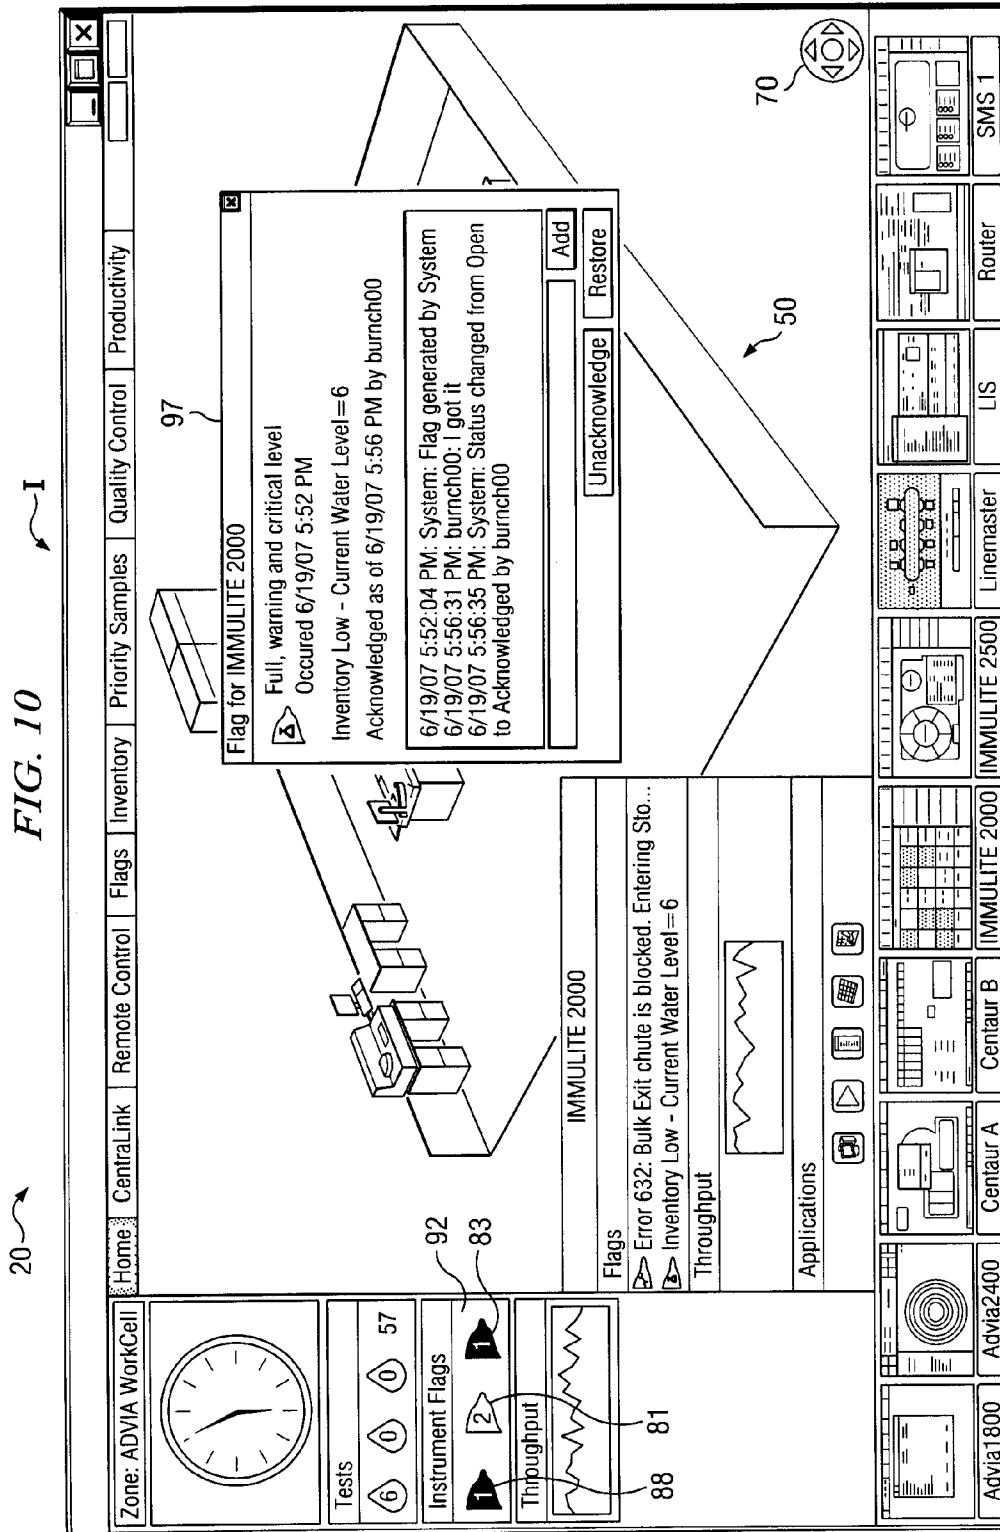 FIG. 10
20
1
Home CentraLink Remote Control Flags Inventory Priority Samples Quality Control Productivity
Zone: ADVIA WorkCell
Tests
6 0 0 57
Instrument Flags
1 2 1
Throughput
92
83
81
88
97
Flag for IMMULITE 2000
Full, warning and critical level
Occured 6/19/07 5:52 PM
Inventory Low - Current Water Level=6
Acknowledged as of 6/19/07 5:56 PM by burnch00
6/19/07 5:52:04 PM: System: Flag generated by System
6/19/07 5:56:31 PM: burnch00: I got it
6/19/07 5:56:35 PM: System: Status changed from Open
to Acknowledged by burnch00
Add
Unacknowledge Restore
70
50
IMMULITE 2000
Flags
Error 632: Bulk Exit chute is blocked. Entering Sto...
Inventory Low - Current Water Level=6
Throughput
Applications
Advia1800 Advia2400 Centaur A Centaur B IMMULITE 2000 IMMULITE 2500 Linemaster LIS Router SMS 1